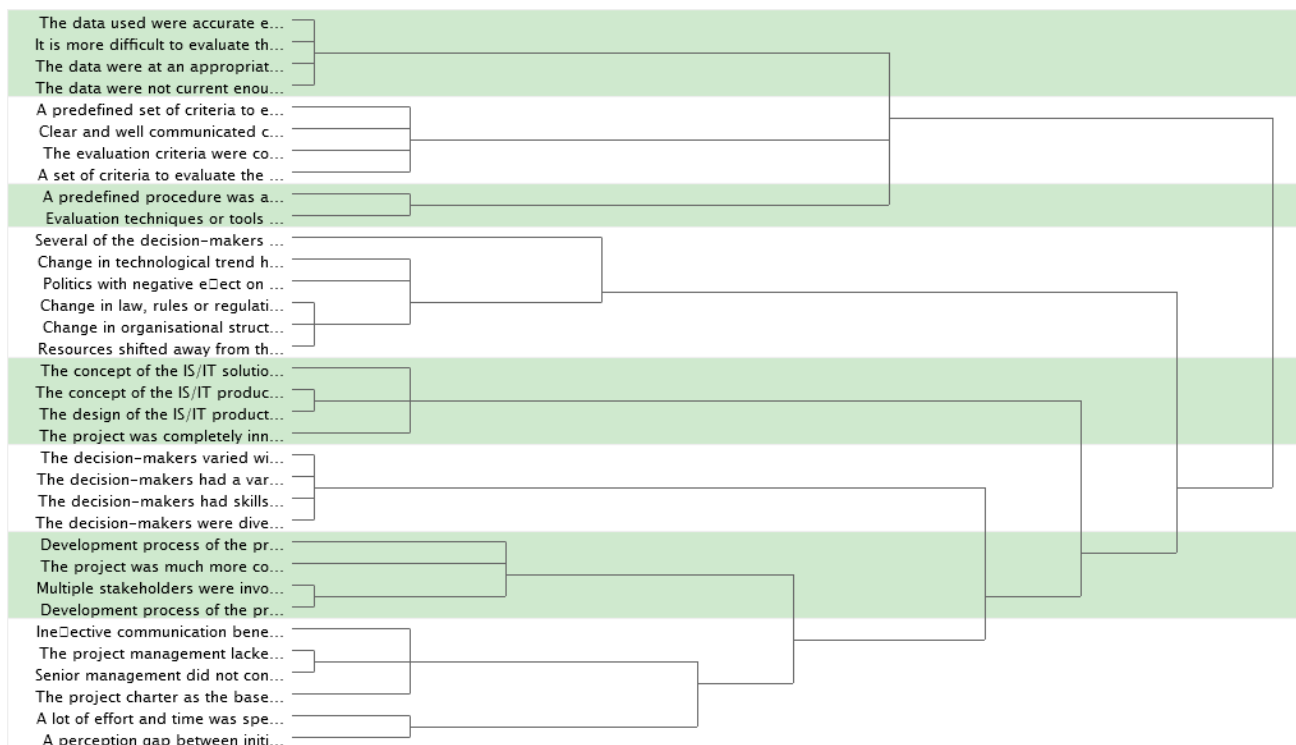 The data used were accurate e...
It is more difficult to evaluate th...
The data were at an appropriat...
The data were not current enou...
A predefined set of criteria to e...
Clear and well communicated c...
The evaluation criteria were co...
A set of criteria to evaluate the ...
A predefined procedure was a...
Evaluation techniques or tools ...
Several of the decision-makers ...
Change in technological trend h...
Politics with negative e□ect on ...
Change in law, rules or regulati...
Change in organisational struct...
Resources shifted away from th...
The concept of the IS/IT solutio...
The concept of the IS/IT produc...
The design of the IS/IT product...
The project was completely inn...
The decision-makers varied wi...
The decision-makers had a var...
The decision-makers had skills...
The decision-makers were dive...
Development process of the pr...
The project was much more co...
Multiple stakeholders were invo...
Development process of the pr...
Ine□ective communication bene...
The project management lacke...
Senior management did not con...
The project charter as the base...
A lot of effort and time was spe...
A perception gap between initi...